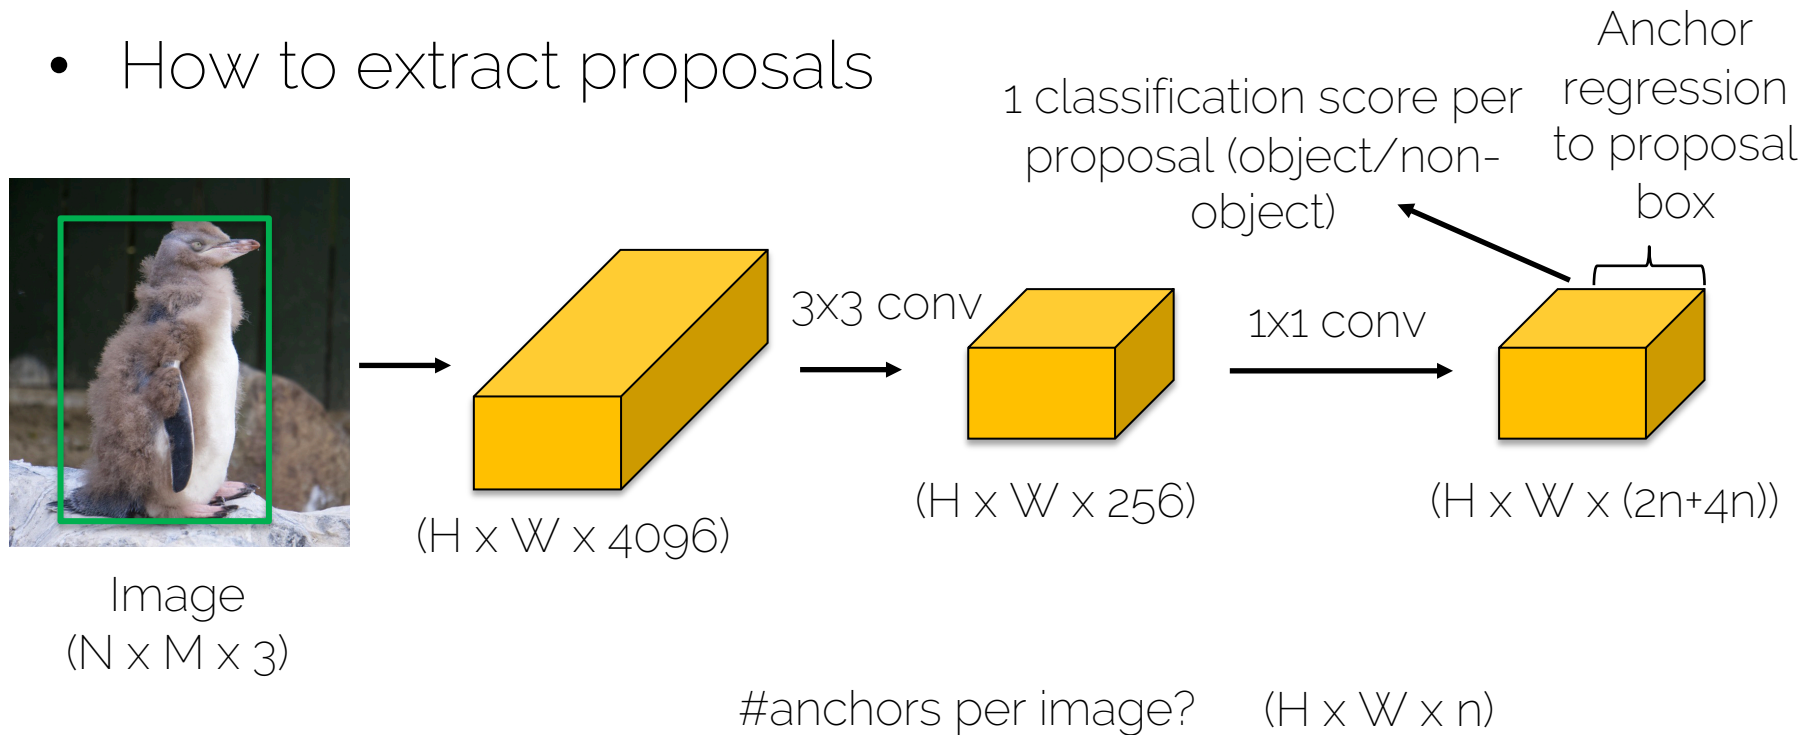 • How to extract proposals
1 classification score per
proposal (object/non-
object)
Anchor
regression
to proposal
box
3x3 conv
1x1 conv
(H x W x 4096)
(H x W x 256)
(H x W x (2n+4n))
Image
(N x M x 3)
#anchors per image? (H x W x n)